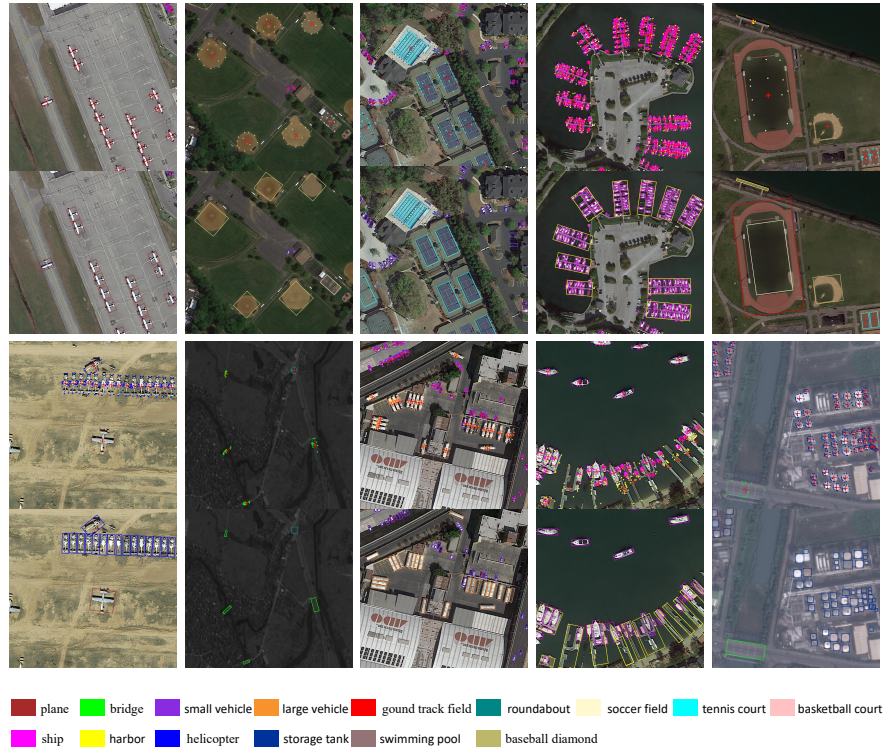 plane bridge small vehicle large vehicle gound track field roundabout soccer field tennis court basketball court
ship harbor helicopter storage tank swimming pool baseball diamond